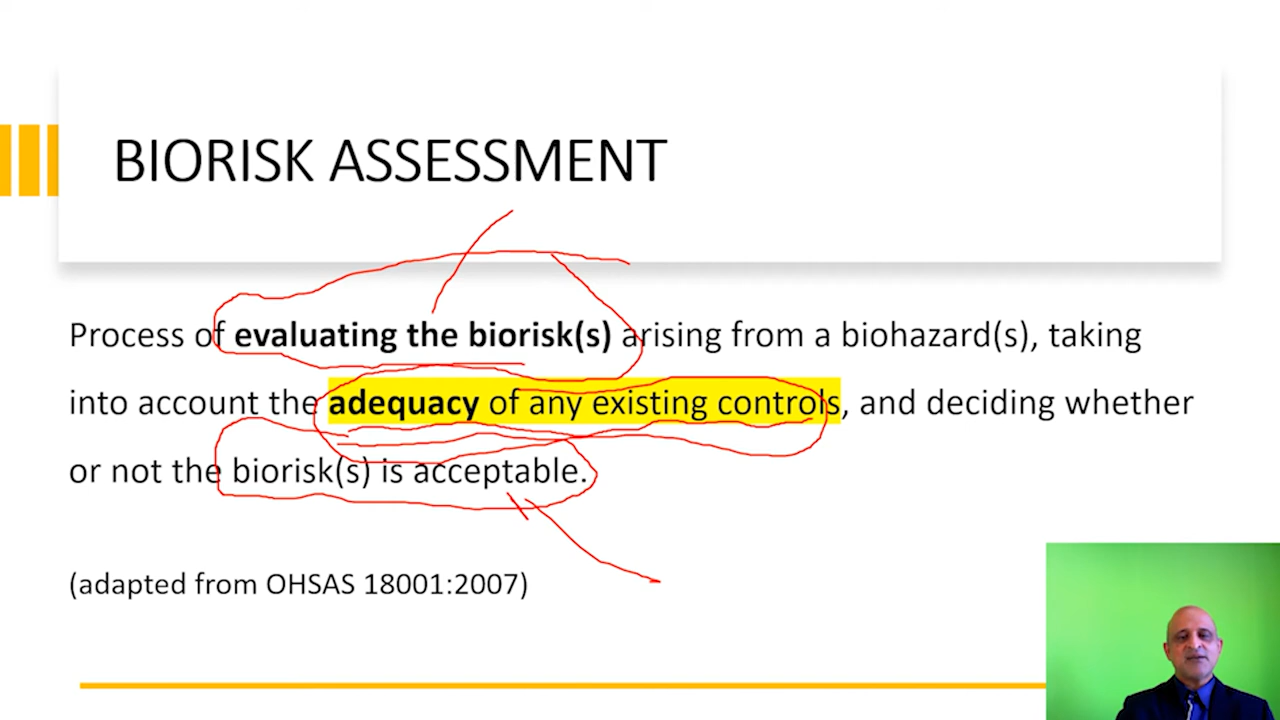 BIORISK ASSESSMENT
Process of evaluating the biorisk(s) arising from a biohazard(s), taking
into account the adequacy of any existing controls, and deciding whether
or not the biorisk(s) is acceptable.
(adapted from OHSAS 18001:2007)